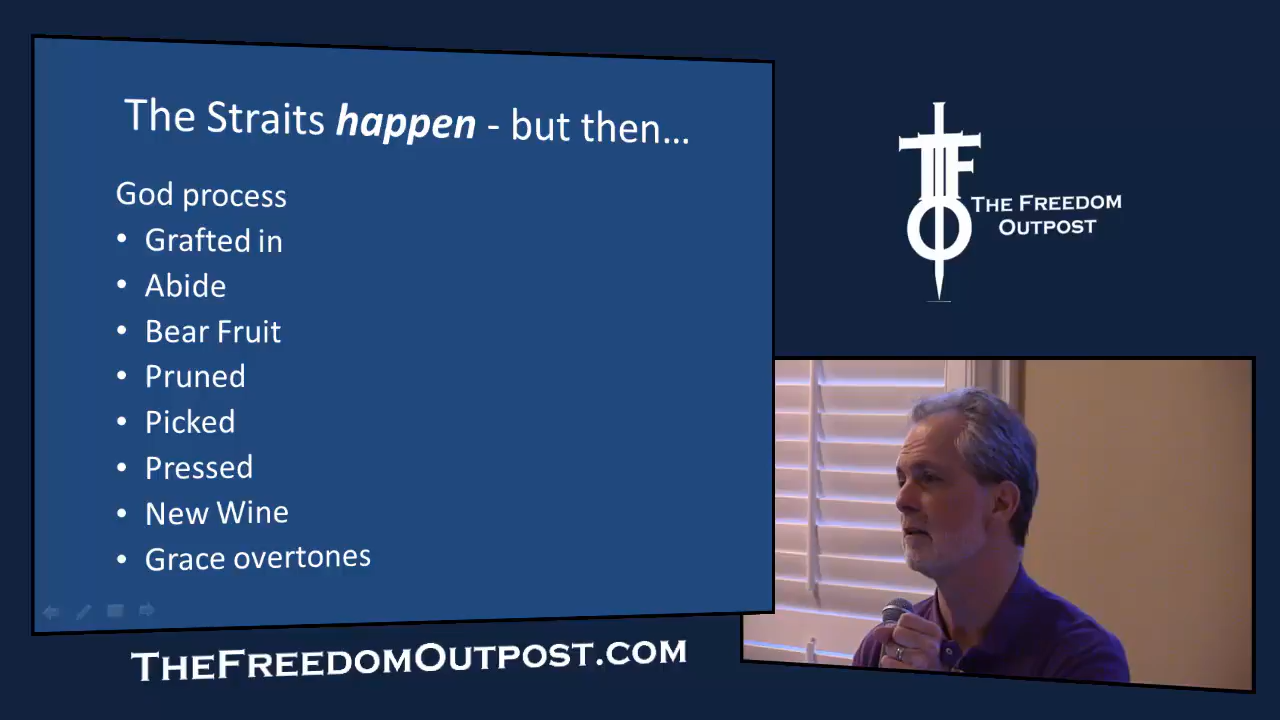 The Straits happen - but then...
God process
• Grafted in
• Abide
• Bear Fruit
• Pruned
• Picked
• Pressed
• New Wine
• Grace overtones
TFO
The Freedom
Outpost
TheFreedomOutpost.com